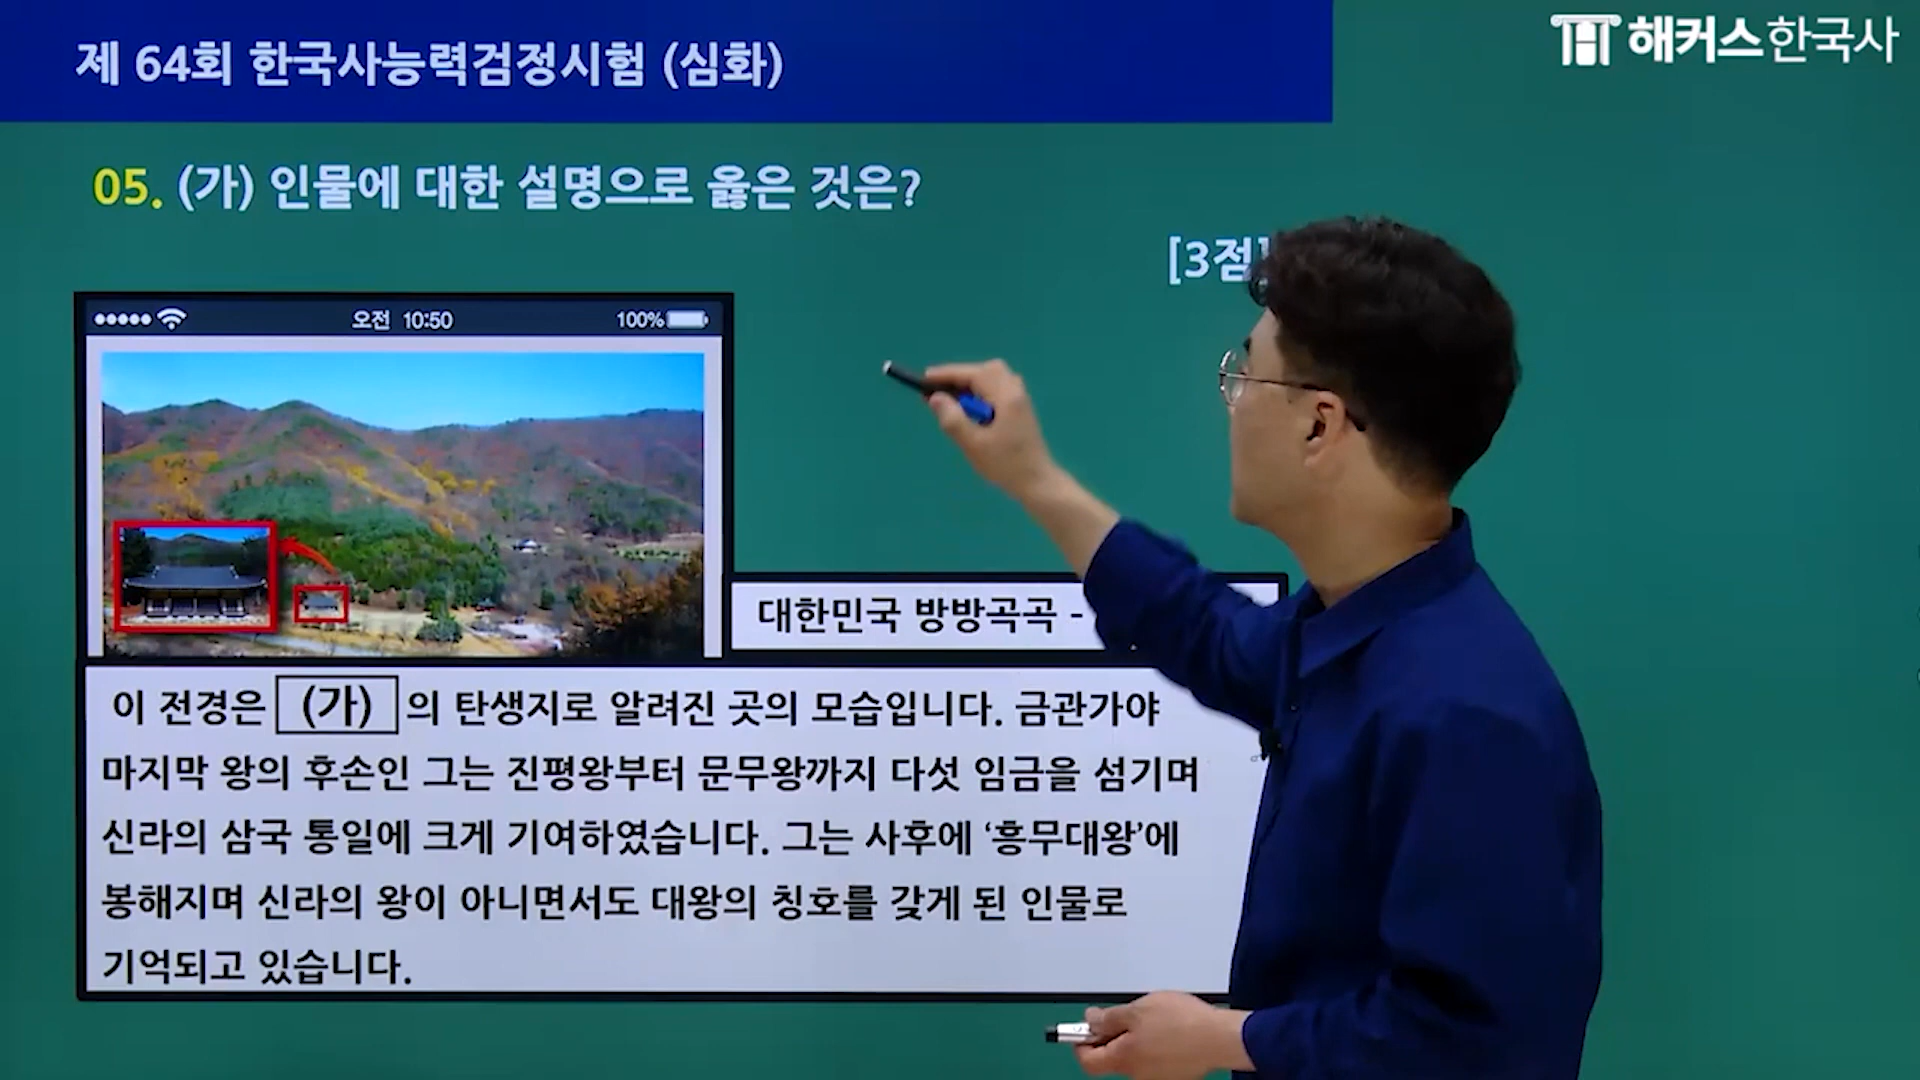 제 64회 한국사능력검정시험 (심화)
해커스한국사
05. (가) 인물에 대한 설명으로 옳은 것은?
[3점]
오전 10:50
100%
대한민국 방방곡곡 -
이 전경은 (가) 의 탄생지로 알려진 곳의 모습입니다. 금관가야
마지막 왕의 후손인 그는 진평왕부터 문무왕까지 다섯 임금을 섬기며
신라의 삼국 통일에 크게 기여하였습니다. 그는 사후에 ‘흥무대왕’에
봉해지며 신라의 왕이 아니면서도 대왕의 칭호를 갖게 된 인물로
기억되고 있습니다.